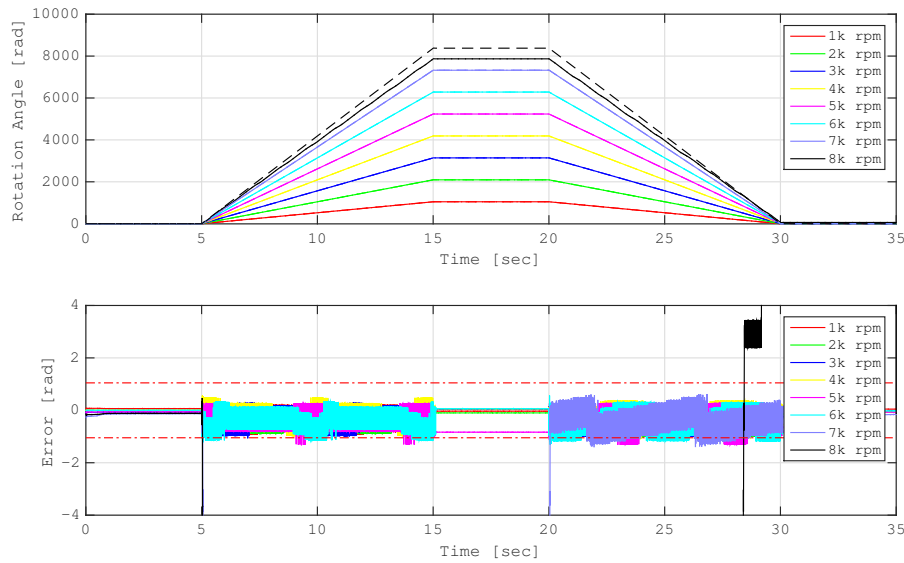 10000
8000
6000
4000
2000
0
Rotation Angle [rad]
0 5 10 15 20 25 30 35
Time [sec]
1k rpm
2k rpm
3k rpm
4k rpm
5k rpm
6k rpm
7k rpm
8k rpm
4
2
0
-2
-4
Error [rad]
0 5 10 15 20 25 30 35
Time [sec]
1k rpm
2k rpm
3k rpm
4k rpm
5k rpm
6k rpm
7k rpm
8k rpm